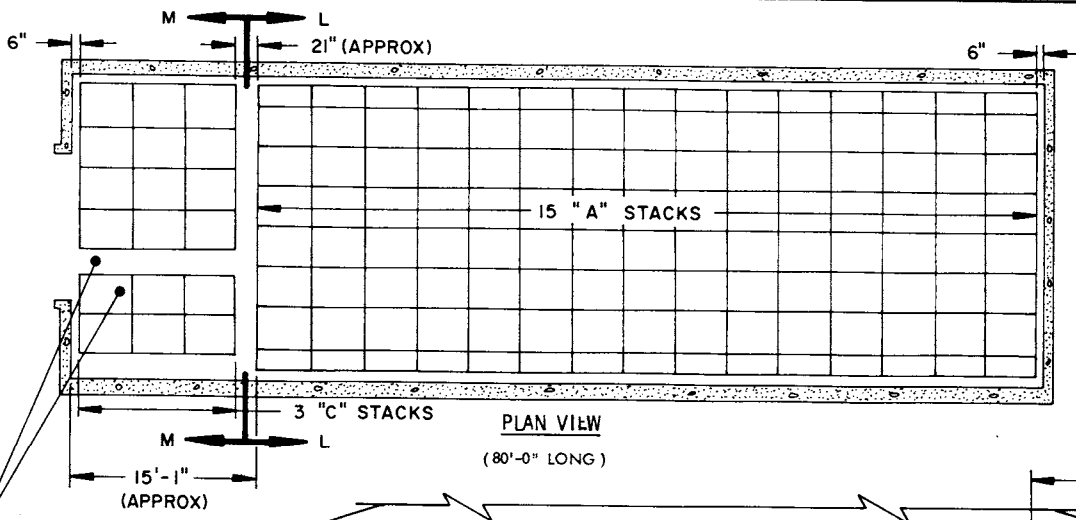 M L
6" 21" (APPROX) 6"
15 "A" STACKS
3 "C" STACKS
M L
PLAN VIEW
(80'-0" LONG)
15'-1"
(APPROX)